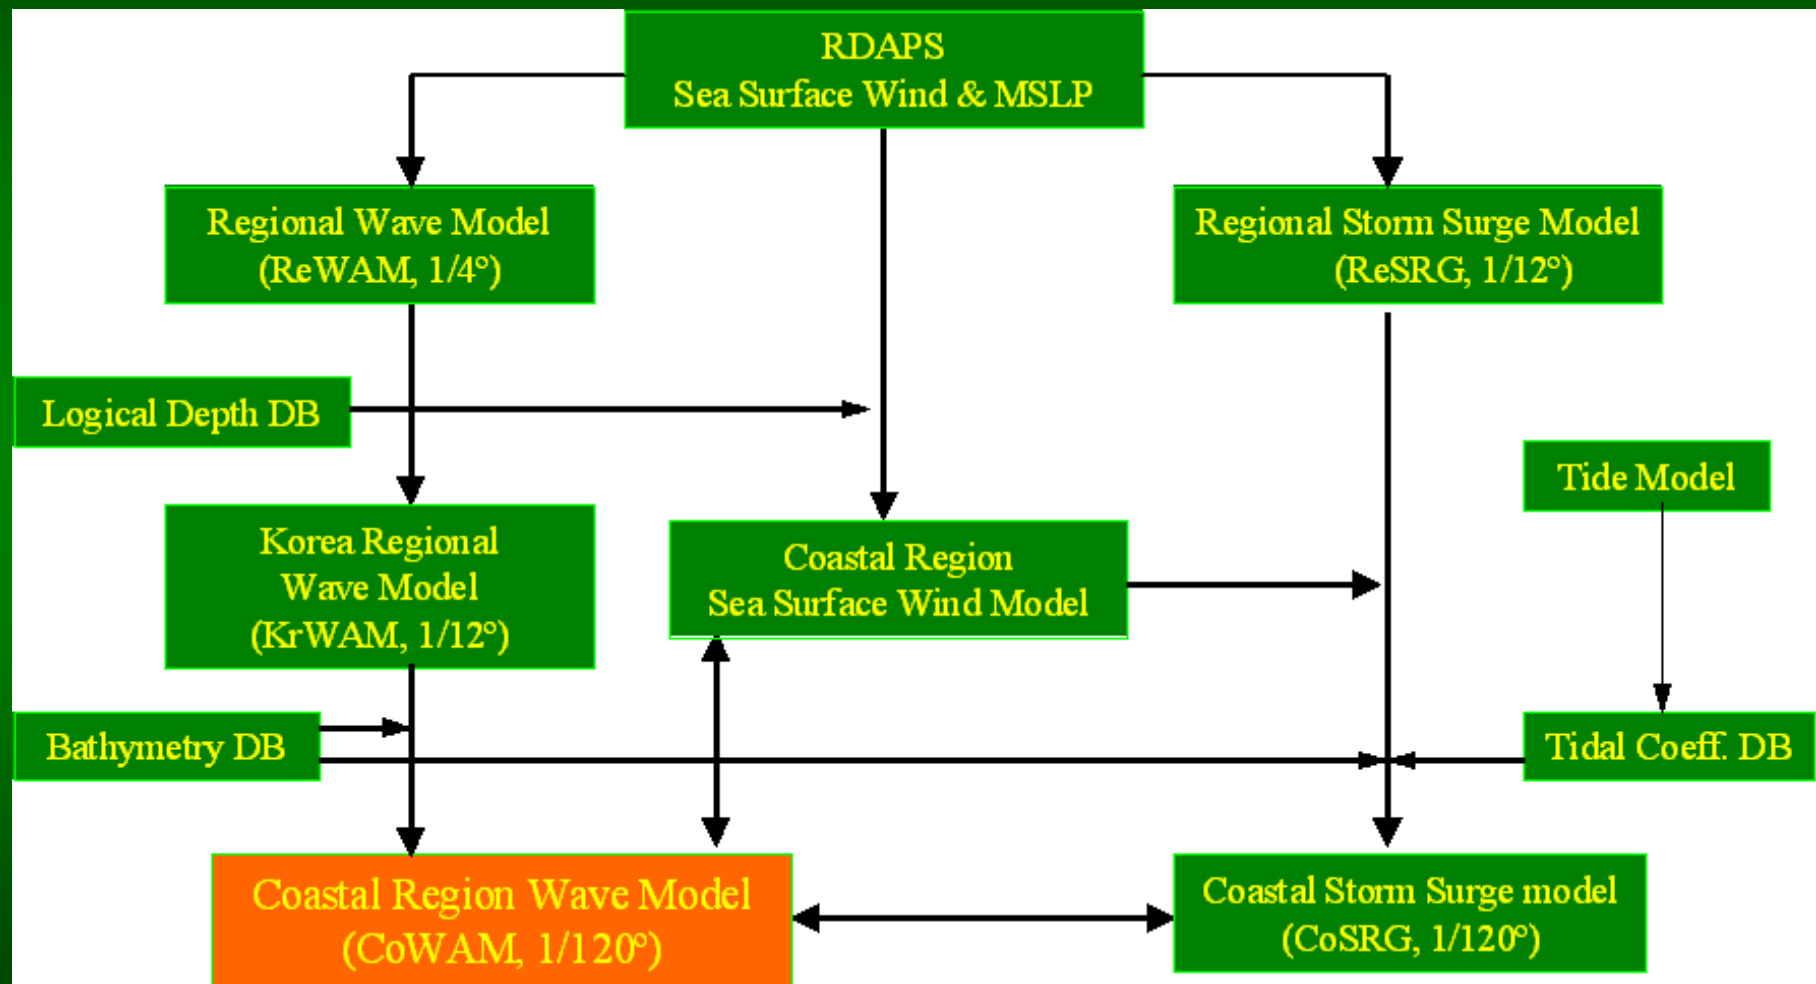 RDAPS
Sea Surface Wind & MSLP
Regional Wave Model
(ReWAM, 1/4°)
Regional Storm Surge Model
(ReSRG, 1/12°)
Logical Depth DB
Tide Model
Korea Regional
Wave Model
(KrWAM, 1/12°)
Coastal Region
Sea Surface Wind Model
Bathymetry DB
Tidal Coeff. DB
Coastal Region Wave Model
(CoWAM, 1/120°)
Coastal Storm Surge model
(CoSRG, 1/120°)